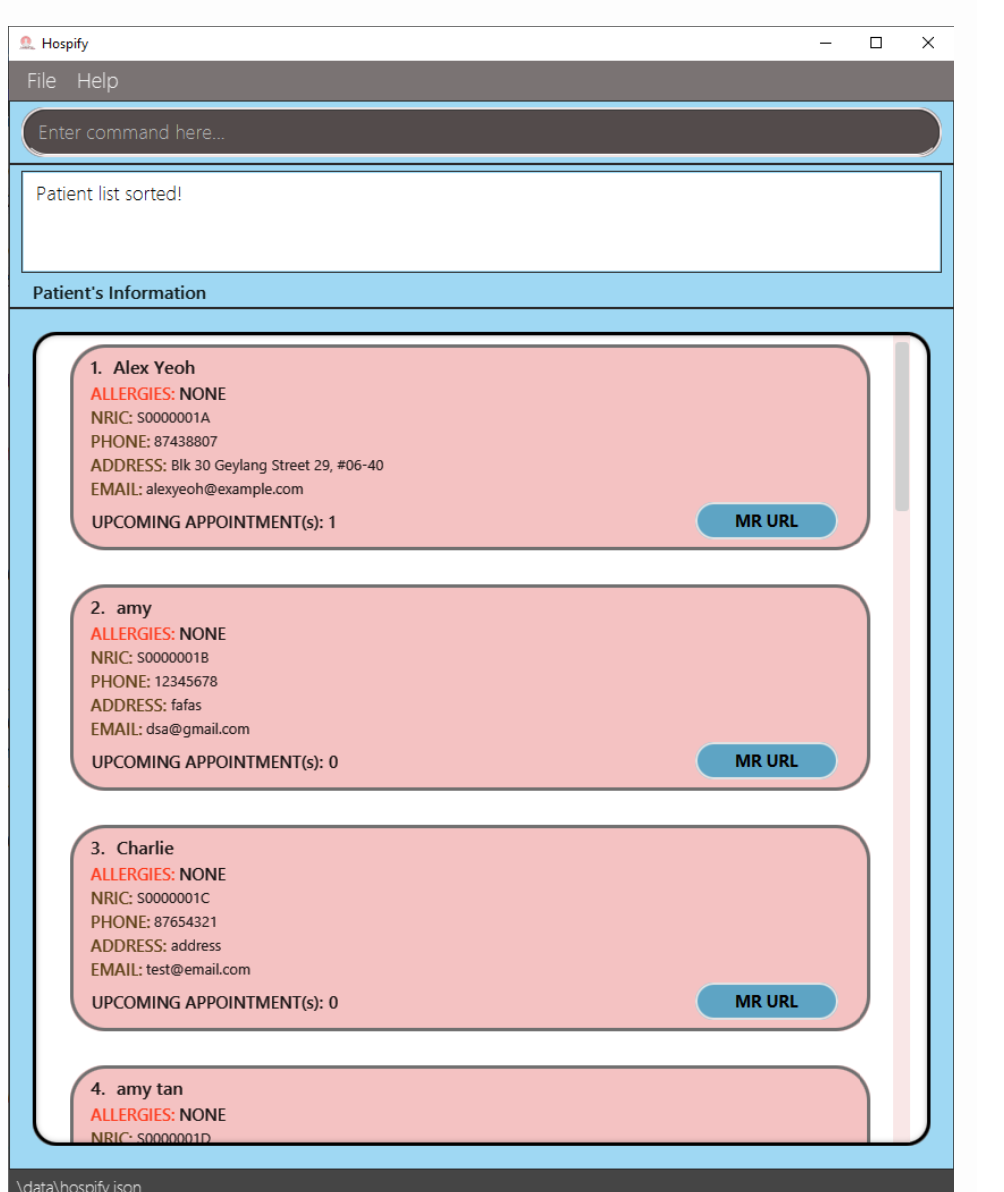 Hospify
File Help
Enter command here...
Patient list sorted!
Patient's Information
1. Alex Yeoh
ALLERGIES: NONE
NRIC: S0000001A
PHONE: 87438807
ADDRESS: Blk 30 Geylang Street 29, #06-40
EMAIL: alexyeoh@example.com
UPCOMING APPOINTMENT(s): 1 MR URL
2. amy
ALLERGIES: NONE
NRIC: S0000001B
PHONE: 12345678
ADDRESS: fafas
EMAIL: dsa@gmail.com
UPCOMING APPOINTMENT(s): 0 MR URL
3. Charlie
ALLERGIES: NONE
NRIC: S0000001C
PHONE: 87654321
ADDRESS: address
EMAIL: test@email.com
UPCOMING APPOINTMENT(s): 0 MR URL
4. amy tan
ALLERGIES: NONE
NRIC: S0000001D
\data\hospify.json